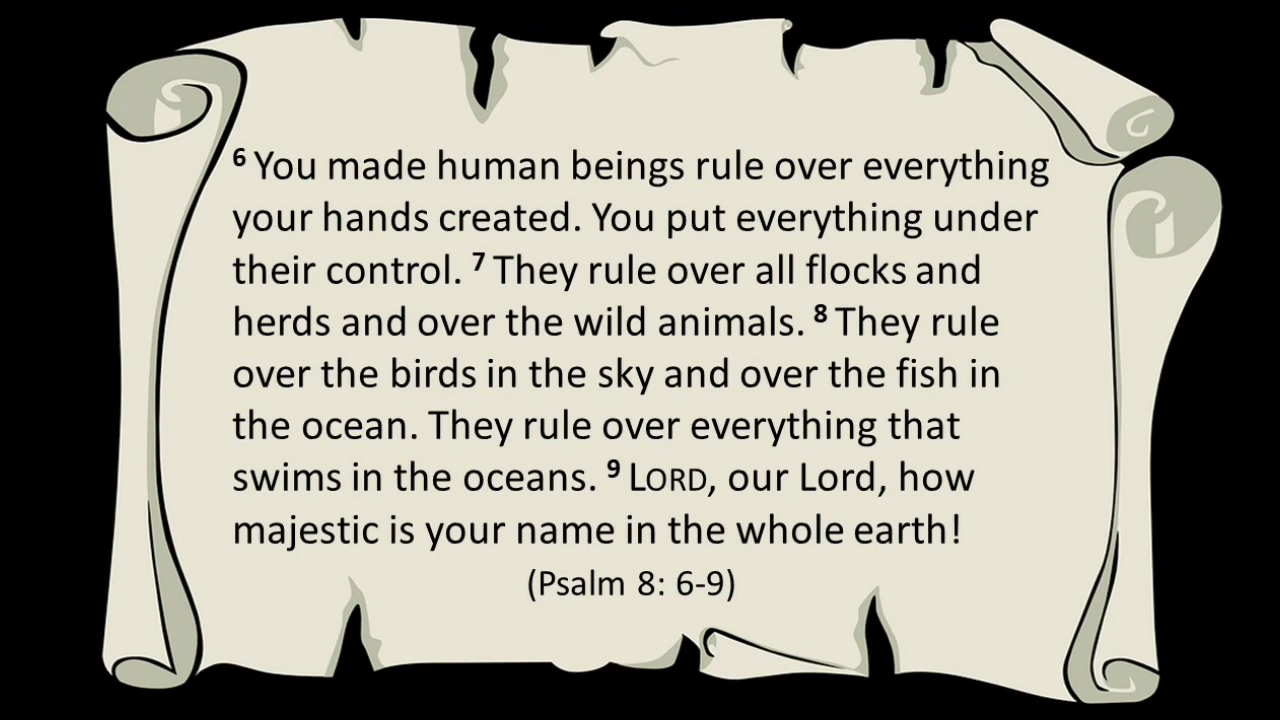 6 You made human beings rule over everything
your hands created. You put everything under
their control. 7 They rule over all flocks and
herds and over the wild animals. 8 They rule
over the birds in the sky and over the fish in
the ocean. They rule over everything that
swims in the oceans. 9 LORD, our Lord, how
majestic is your name in the whole earth!
(Psalm 8: 6-9)